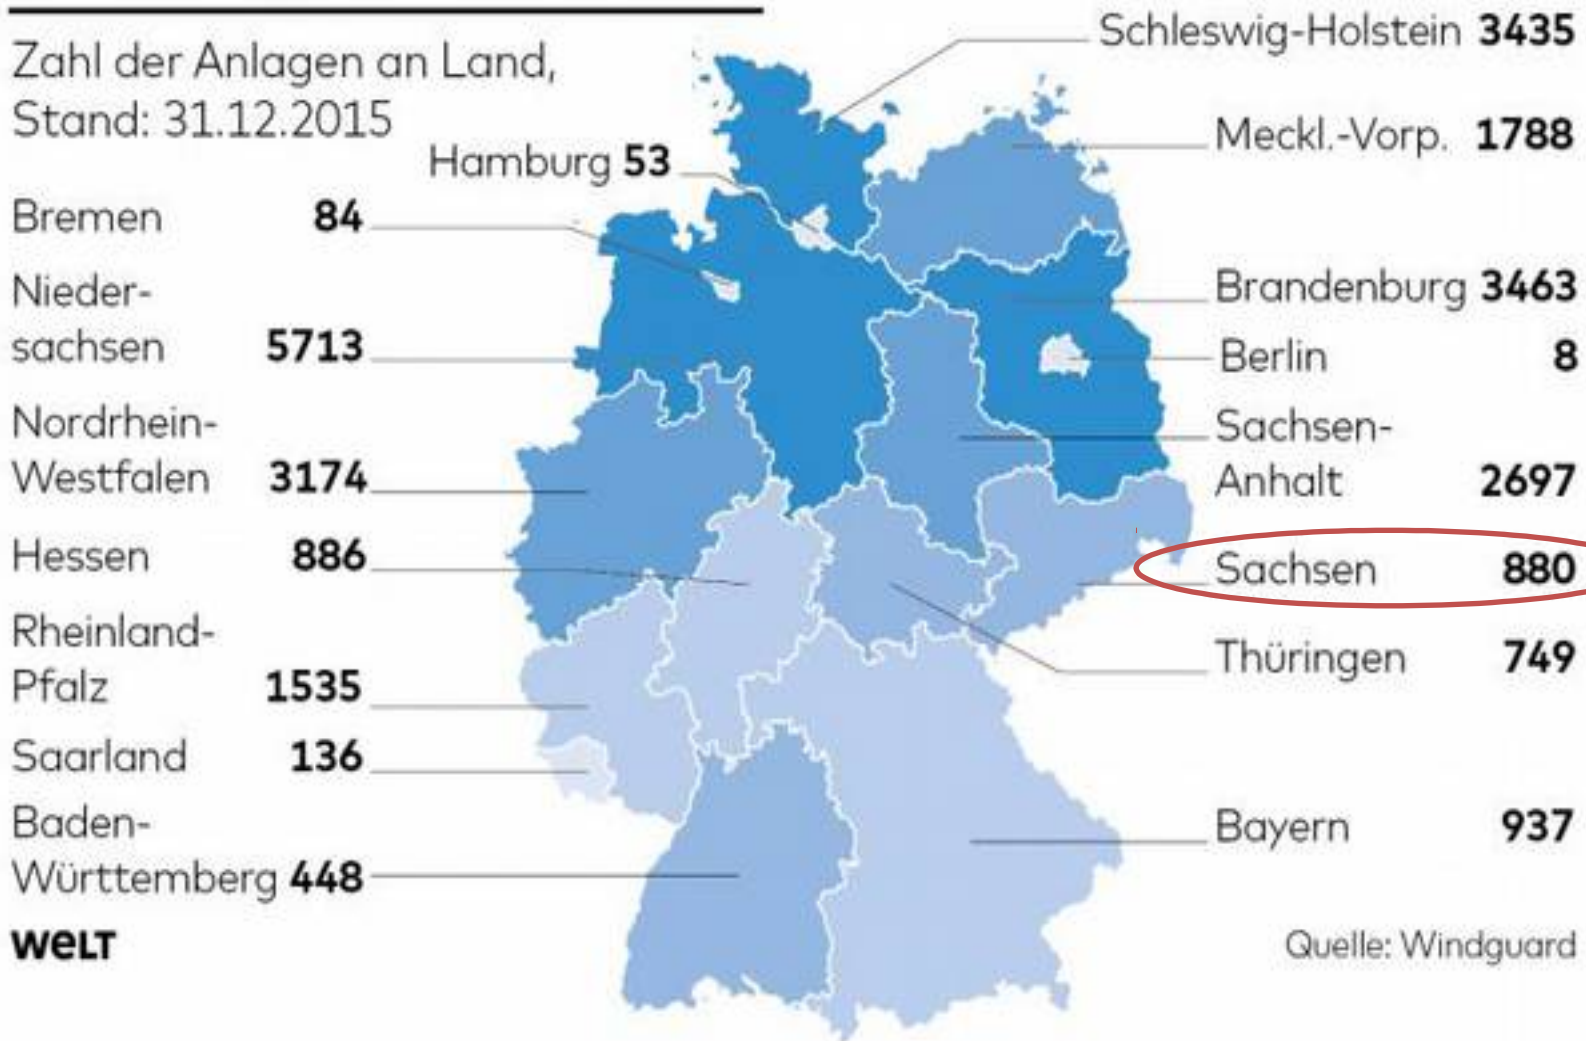 Zahl der Anlagen an Land,
Stand: 31.12.2015
Hamburg 53
Bremen 84
Nieder-
sachsen 5713
Nordrhein-
Westfalen 3174
Hessen 886
Rheinland-
Pfalz 1535
Saarland 136
Baden-
Württemberg 448
Schleswig-Holstein 3435
Meckl.-Vorp. 1788
Brandenburg 3463
Berlin 8
Sachsen-
Anhalt 2697
Sachsen 880
Thüringen 749
Bayern 937
WELT
Quelle: Windguard